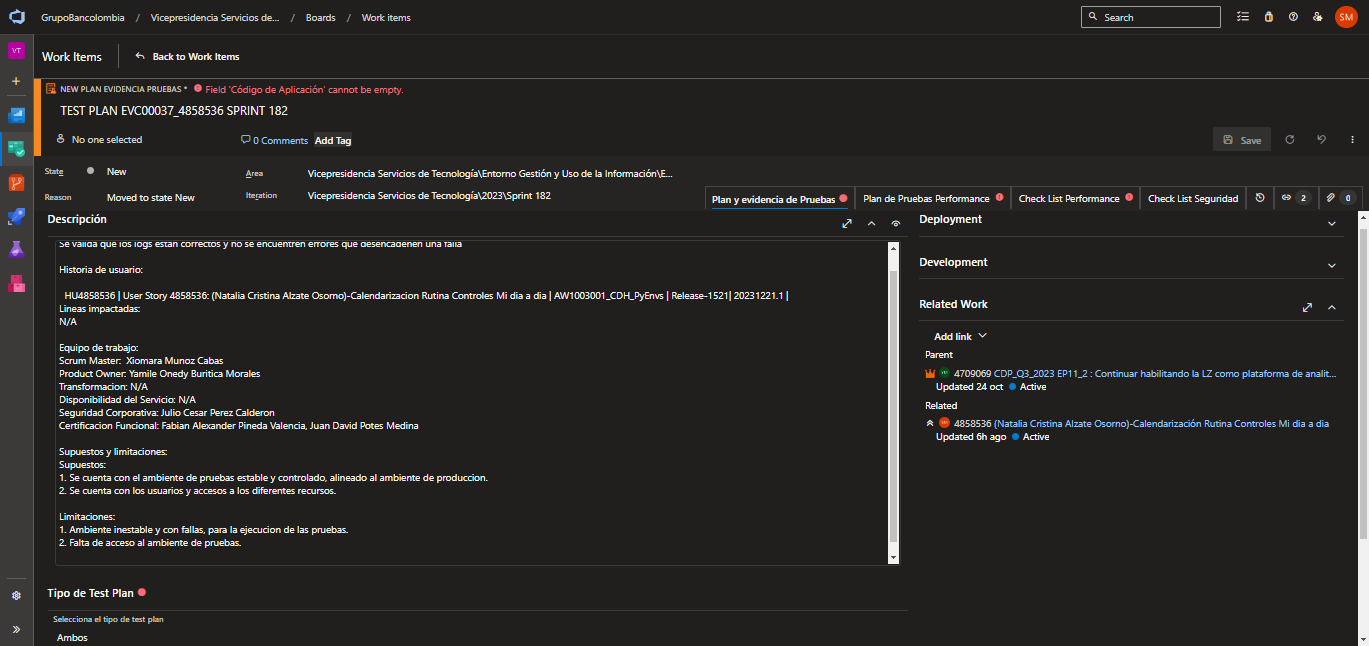 GrupoBancolombia / Vicepresidencia Servicios de... / Boards / Work items
Search
SM
VT
Work Items
Back to Work Items
NEW PLAN EVIDENCIA PRUEBAS * Field 'Código de Aplicación' cannot be empty.
TEST PLAN EVC00037_4858536 SPRINT 182
No one selected
0 Comments
Add Tag
Save
State
New
Area
Vicepresidencia Servicios de Tecnología\Entorno Gestión y Uso de la Información\E...
Reason
Moved to state New
Iteration
Vicepresidencia Servicios de Tecnología\2023\Sprint 182
Plan y evidencia de Pruebas
Plan de Pruebas Performance
Check List Performance
Check List Seguridad
2
0
Descripción
Se valida que los logs estan correctos y no se encuentren errores que desencadenen una falla
Historia de usuario:
HU4858536 | User Story 4858536: (Natalia Cristina Alzate Osorno)-Calendarizacion Rutina Controles Mi dia a dia | AW1003001_CDH_PyEnvs | Release-1521| 20231221.1 |
Lineas impactadas:
N/A
Equipo de trabajo:
Scrum Master: Xiomara Munoz Cabas
Product Owner: Yamile Onedy Buritica Morales
Transformacion: N/A
Disponibilidad del Servicio: N/A
Seguridad Corporativa: Julio Cesar Perez Calderon
Certificacion Funcional: Fabian Alexander Pineda Valencia, Juan David Potes Medina
Supuestos y limitaciones:
Supuestos:
1. Se cuenta con el ambiente de pruebas estable y controlado, alineado al ambiente de produccion.
2. Se cuenta con los usuarios y accesos a los diferentes recursos.
Limitaciones:
1. Ambiente inestable y con fallas, para la ejecucion de las pruebas.
2. Falta de acceso al ambiente de pruebas.
Tipo de Test Plan
Selecciona el tipo de test plan
Ambos
Deployment
Development
Related Work
Add link
Parent
4709069 CDP_Q3_2023 EP11_2 : Continuar habilitando la LZ como plataforma de analit...
Updated 24 oct Active
Related
4858536 (Natalia Cristina Alzate Osorno)-Calendarización Rutina Controles Mi dia a dia
Updated 6h ago Active